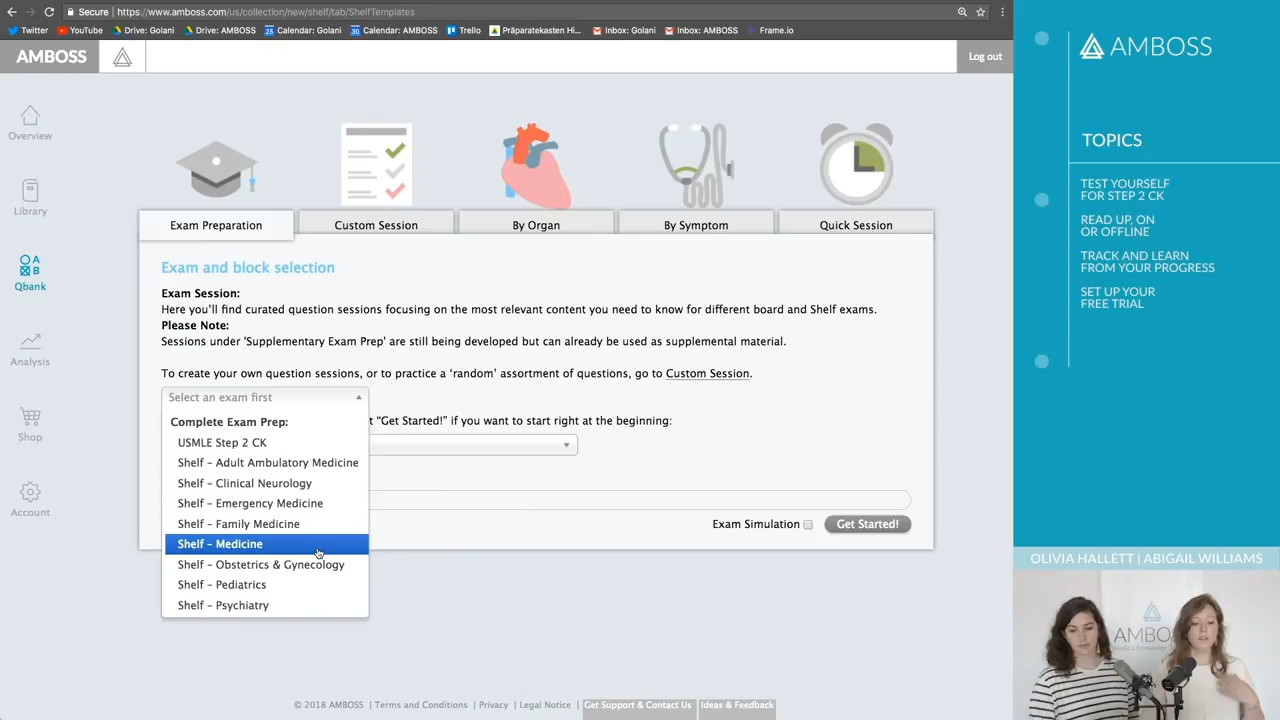 Secure | https://www.amboss.com/us/collection/new/shelf/tab/ShelfTemplates
Twitter YouTube Drive: Golani Drive: AMBOSS Calendar: Golani Calendar: AMBOSS Trello Präparatekasten Hi... Inbox: Golani Inbox: AMBOSS Frame.io
AMBOSS
Log out
Overview
Library
Qbank
Analysis
Shop
Account
Exam Preparation
Custom Session
By Organ
By Symptom
Quick Session
Exam and block selection
Exam Session:
Here you'll find curated question sessions focusing on the most relevant content you need to know for different board and Shelf exams.
Please Note:
Sessions under 'Supplementary Exam Prep' are still being developed but can already be used as supplemental material.
To create your own question sessions, or to practice a 'random' assortment of questions, go to Custom Session.
Select an exam first
t "Get Started!" if you want to start right at the beginning:
Complete Exam Prep:
USMLE Step 2 CK
Shelf – Adult Ambulatory Medicine
Shelf – Clinical Neurology
Shelf – Emergency Medicine
Shelf – Family Medicine
Shelf – Medicine
Shelf – Obstetrics & Gynecology
Shelf – Pediatrics
Shelf – Psychiatry
Exam Simulation
Get Started!
© 2018 AMBOSS | Terms and Conditions | Privacy | Legal Notice | Get Support & Contact Us Ideas & Feedback
AMBOSS
TOPICS
TEST YOURSELF
FOR STEP 2 CK
READ UP, ON
OR OFFLINE
TRACK AND LEARN
FROM YOUR PROGRESS
SET UP YOUR
FREE TRIAL
OLIVIA HALLETT | ABIGAIL WILLIAMS
AMBO